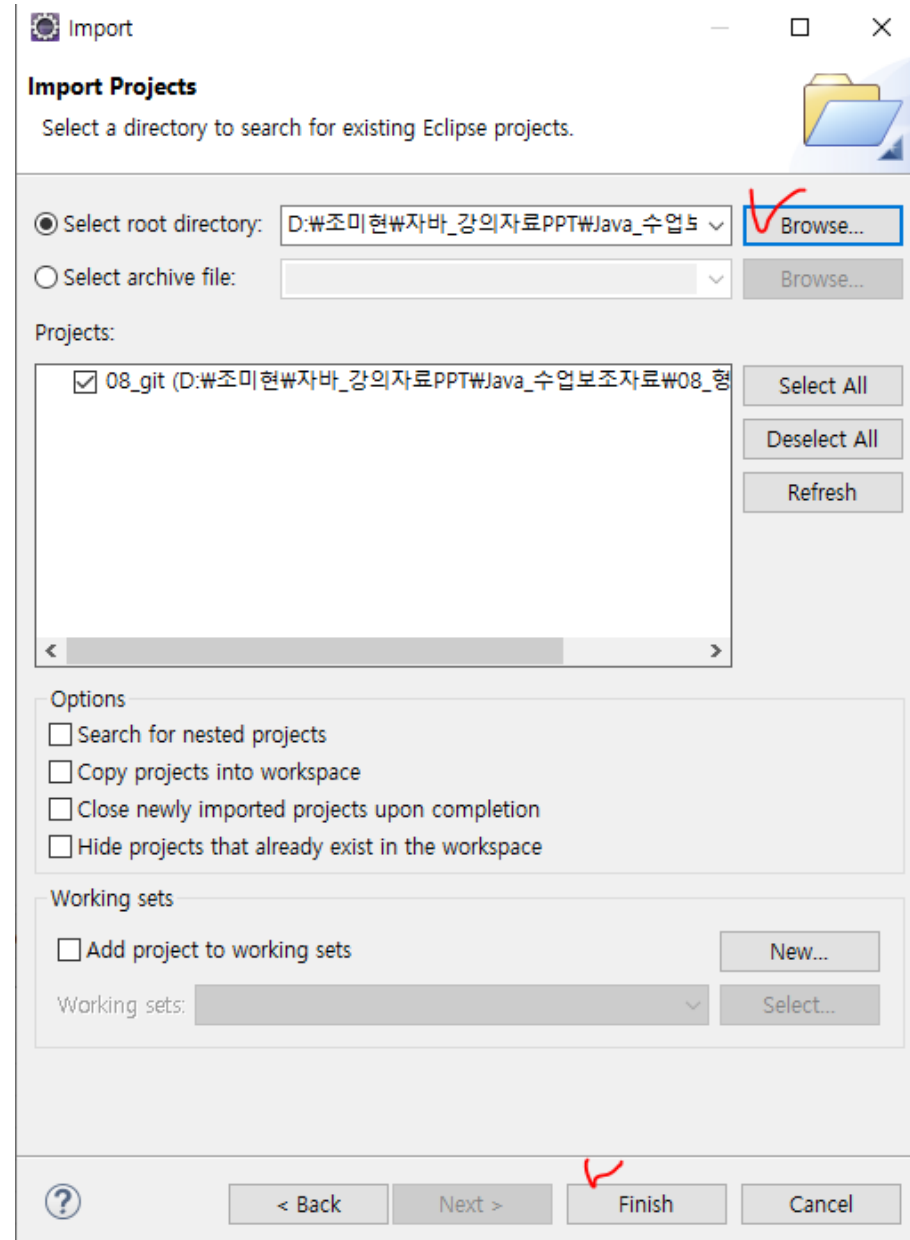 Import
Import Projects
Select a directory to search for existing Eclipse projects.
Select root directory: D:₩조미현₩자바_강의자료PPT₩Java_수업보 Browse...
Select archive file: Browse...
Projects:
08_git (D:₩조미현₩자바_강의자료PPT₩Java_수업보조자료₩08_형 Select All
Deselect All
Refresh
Options
Search for nested projects
Copy projects into workspace
Close newly imported projects upon completion
Hide projects that already exist in the workspace
Working sets
Add project to working sets New...
Working sets: Select...
? < Back Next > Finish Cancel